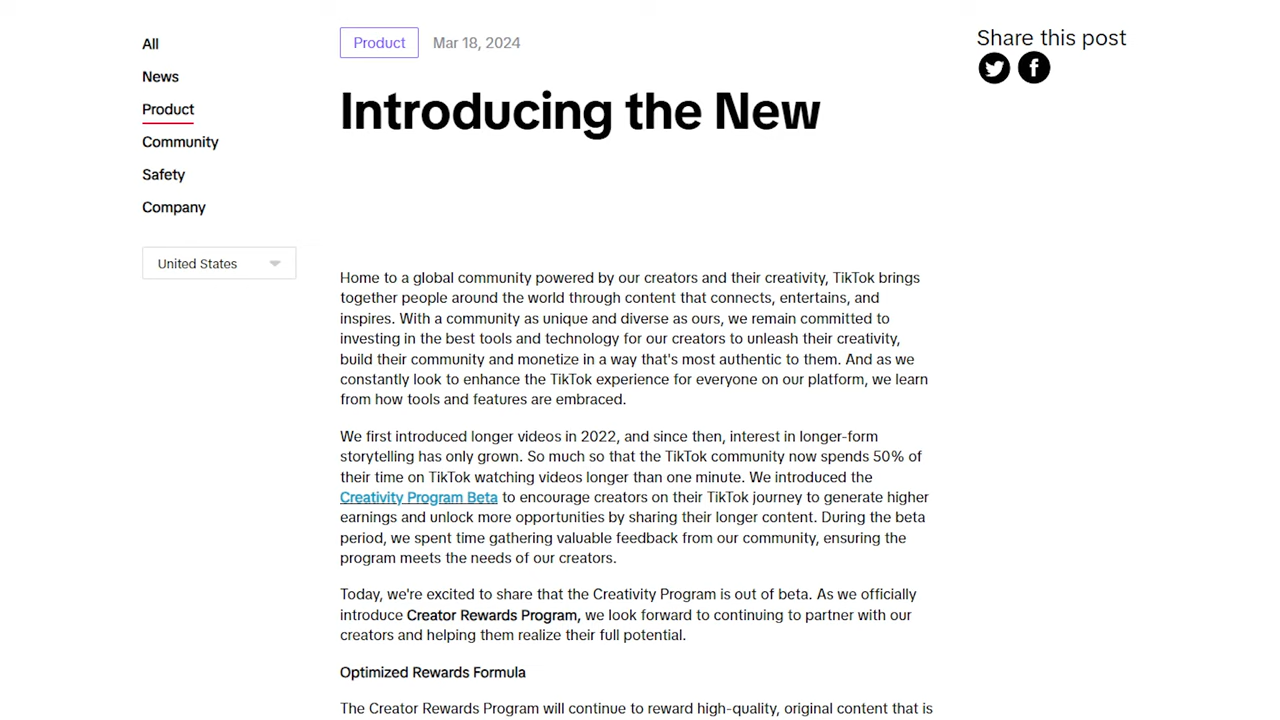 All
News
Product
Community
Safety
Company
United States
Product Mar 18, 2024
Introducing the New
Home to a global community powered by our creators and their creativity, TikTok brings
together people around the world through content that connects, entertains, and
inspires. With a community as unique and diverse as ours, we remain committed to
investing in the best tools and technology for our creators to unleash their creativity,
build their community and monetize in a way that's most authentic to them. And as we
constantly look to enhance the TikTok experience for everyone on our platform, we learn
from how tools and features are embraced.
We first introduced longer videos in 2022, and since then, interest in longer-form
storytelling has only grown. So much so that the TikTok community now spends 50% of
their time on TikTok watching videos longer than one minute. We introduced the
Creativity Program Beta to encourage creators on their TikTok journey to generate higher
earnings and unlock more opportunities by sharing their longer content. During the beta
period, we spent time gathering valuable feedback from our community, ensuring the
program meets the needs of our creators.
Today, we're excited to share that the Creativity Program is out of beta. As we officially
introduce Creator Rewards Program, we look forward to continuing to partner with our
creators and helping them realize their full potential.
Optimized Rewards Formula
The Creator Rewards Program will continue to reward high-quality, original content that is
Share this post